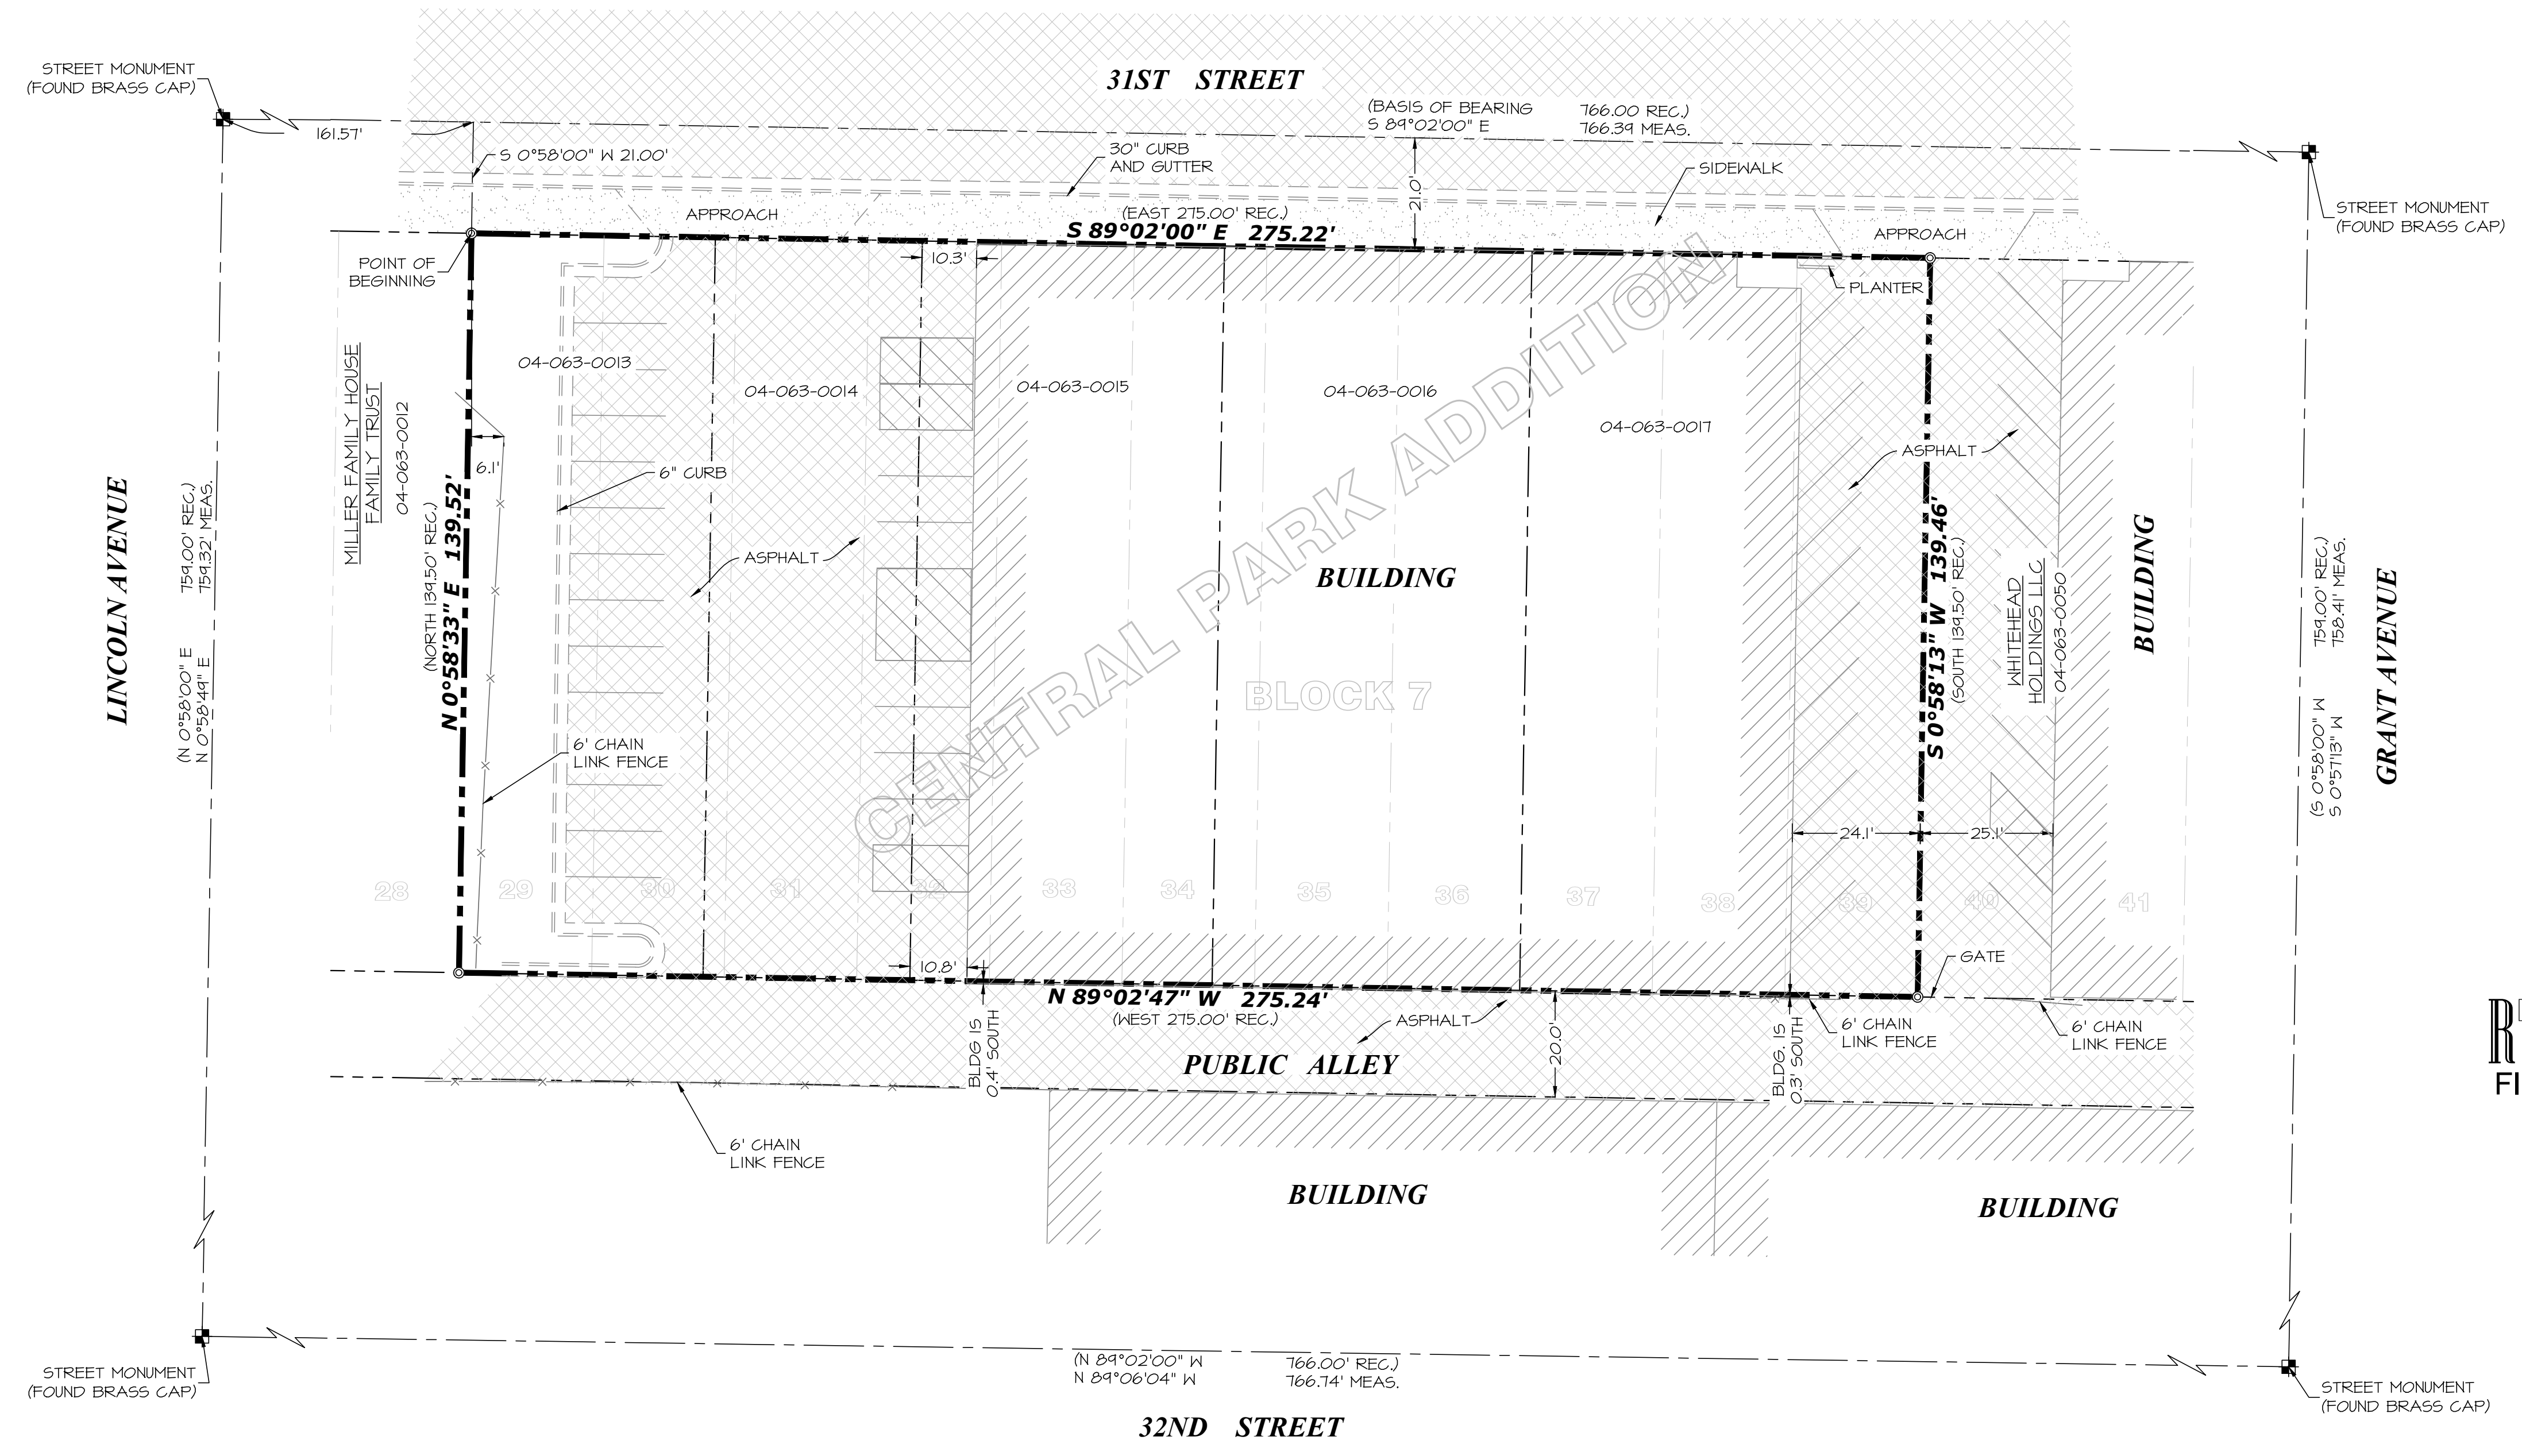 31ST STREET
STREET MONUMENT
(FOUND BRASS CAP)
161.57'
S 0°58'00" W 21.00'
(BASIS OF BEARING 766.00 REC.)
S 89°02'00" E 766.39 MEAS.
30" CURB
AND GUTTER
SIDEWALK
21.0'
STREET MONUMENT
(FOUND BRASS CAP)
APPROACH
(EAST 275.00' REC.)
S 89°02'00" E 275.22'
APPROACH
POINT OF
BEGINNING
10.3'
PLANTER
04-063-0013
04-063-0014
04-063-0015
04-063-0016
04-063-0017
MILLER FAMILY HOUSE
FAMILY TRUST
04-063-0012
6.1'
6" CURB
ASPHALT
ASPHALT
LINCOLN AVENUE
(N 0°58'00" E 759.00' REC.)
N 0°58'49" E 759.32' MEAS.
(NORTH 139.50' REC.)
N 0°58'33" E 139.52'
CENTRAL PARK ADDITION
BUILDING
BLOCK 7
S 0°58'13" W 139.46'
(SOUTH 139.50' REC.)
WHITEHEAD
HOLDINGS LLC
04-063-0050
BUILDING
(S 0°58'00" W 759.00' REC.)
S 0°57'13" W 758.41' MEAS.
GRANT AVENUE
6' CHAIN
LINK FENCE
24.1'
25.1'
28 29 30 31 32 33 34 35 36 37 38 39 40 41
10.8'
GATE
N 89°02'47" W 275.24'
(WEST 275.00' REC.)
ASPHALT
BLDG IS
0.4' SOUTH
20.0'
BLDG. IS
0.3' SOUTH
6' CHAIN
LINK FENCE
6' CHAIN
LINK FENCE
PUBLIC ALLEY
6' CHAIN
LINK FENCE
BUILDING
BUILDING
STREET MONUMENT
(FOUND BRASS CAP)
(N 89°02'00" W 766.00' REC.)
N 89°06'04" W 766.74' MEAS.
STREET MONUMENT
(FOUND BRASS CAP)
32ND STREET